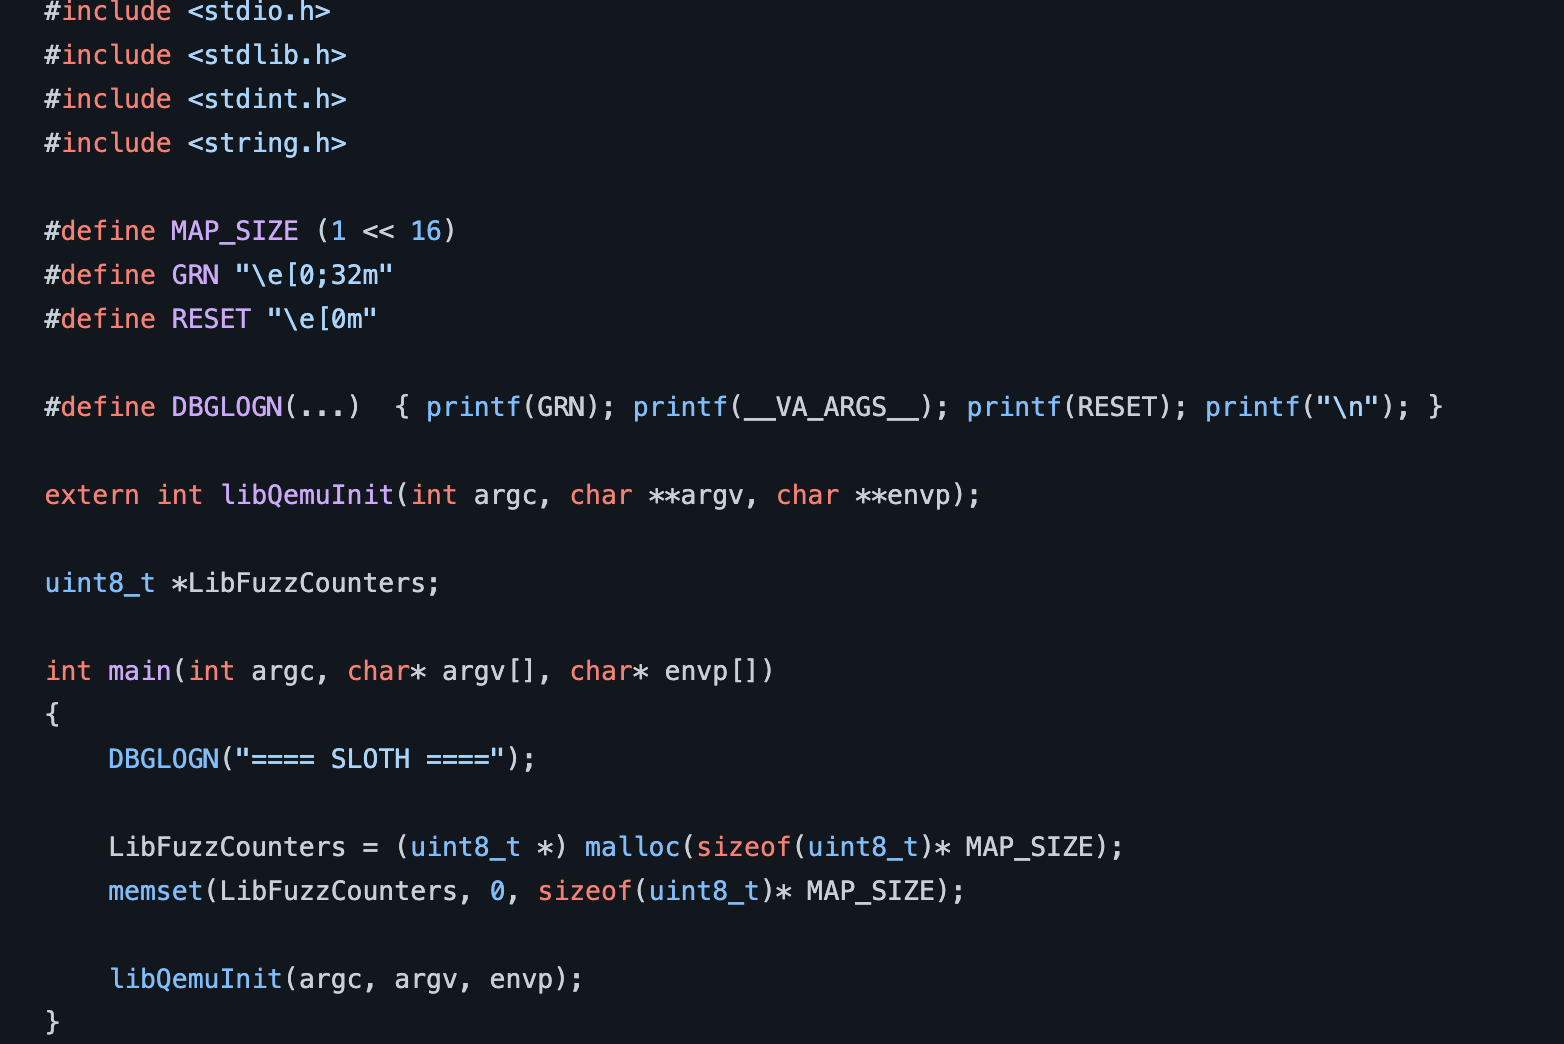 #include <stdio.h>
#include <stdlib.h>
#include <stdint.h>
#include <string.h>
#define MAP_SIZE (1 << 16)
#define GRN "\e[0;32m"
#define RESET "\e[0m"
#define DBGLOGN(...)  { printf(GRN); printf(__VA_ARGS__); printf(RESET); printf("\n"); }
extern int libQemuInit(int argc, char **argv, char **envp);
uint8_t *LibFuzzCounters;
int main(int argc, char* argv[], char* envp[])
{
    DBGLOGN("==== SLOTH ====");
    LibFuzzCounters = (uint8_t *) malloc(sizeof(uint8_t)* MAP_SIZE);
    memset(LibFuzzCounters, 0, sizeof(uint8_t)* MAP_SIZE);
    libQemuInit(argc, argv, envp);
}